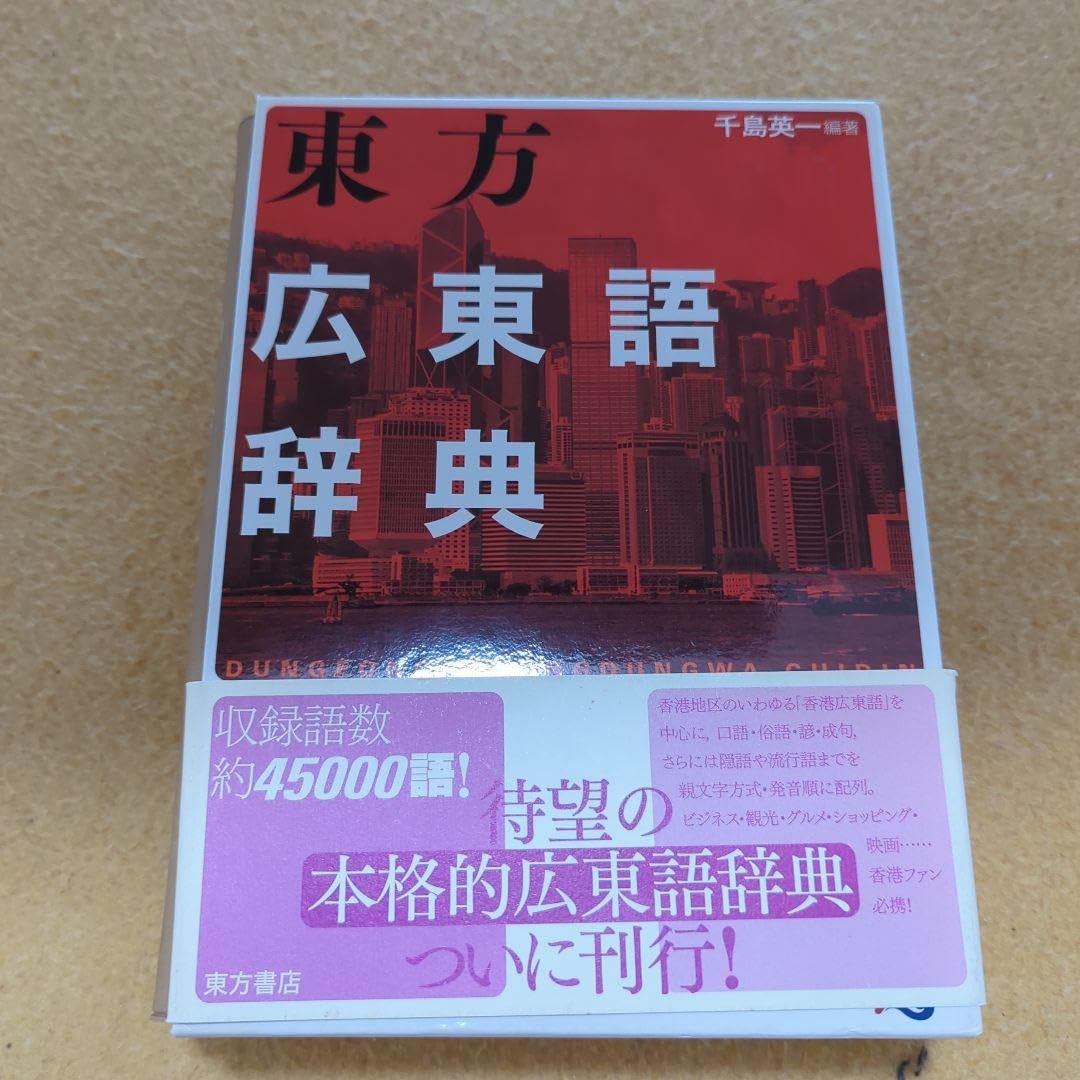 東方
千島英一編著
広東語
辞典
収録語数
約45000語!
香港地区のいわゆる「香港広東語」を
中心に,口語・俗語・諺・成句,
さらには隠語や流行語までを
親文字方式・発音順に配列。
ビジネス・観光・グルメ・ショッピング・
映画……
香港ファン
必携!
待望の
本格的広東語辞典
ついに刊行!
東方書店